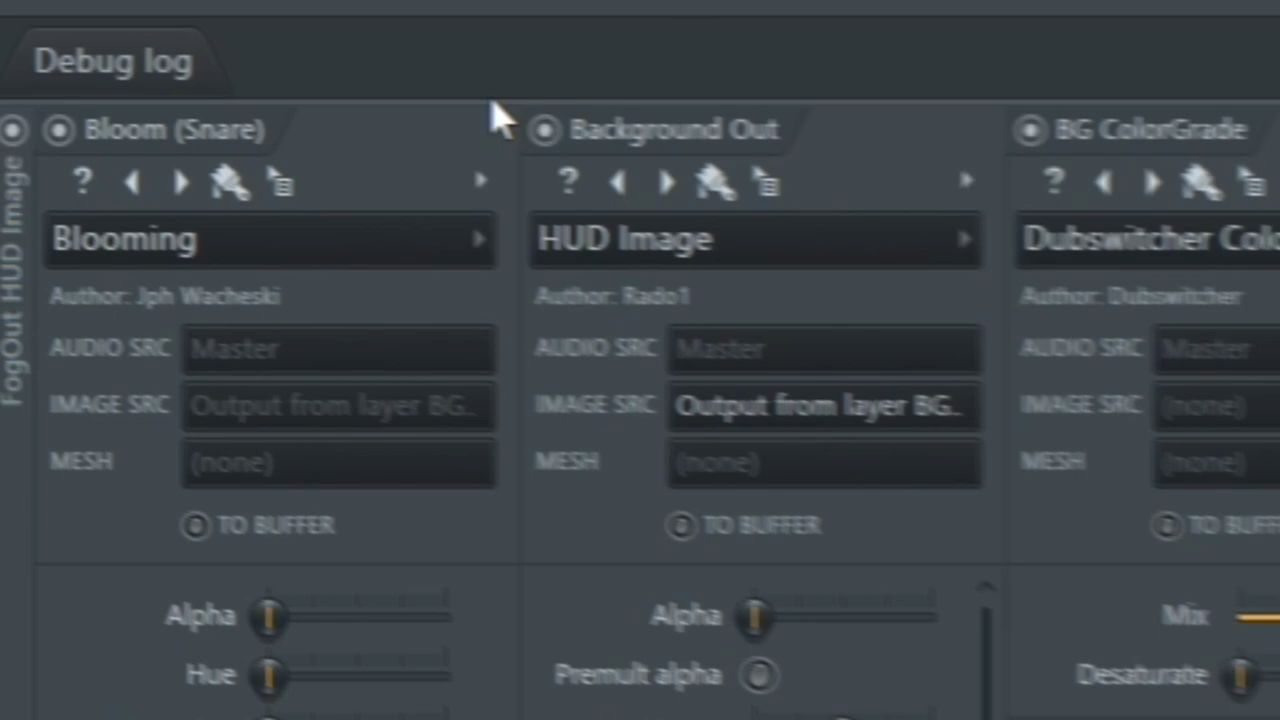 Debug log
FogOut HUD Image
Bloom (Snare)
Blooming
Author: Jph Wacheski
AUDIO SRC Master
IMAGE SRC Output from layer BG..
MESH (none)
TO BUFFER
Alpha
Hue
Background Out
HUD Image
Author: Rado1
AUDIO SRC Master
IMAGE SRC Output from layer BG..
MESH (none)
TO BUFFER
Alpha
Premult alpha
BG ColorGrade
Dubswitcher Colo
Author: Dubswitcher
AUDIO SRC Master
IMAGE SRC (none)
MESH (none)
TO BUFF
Mix
Desaturate